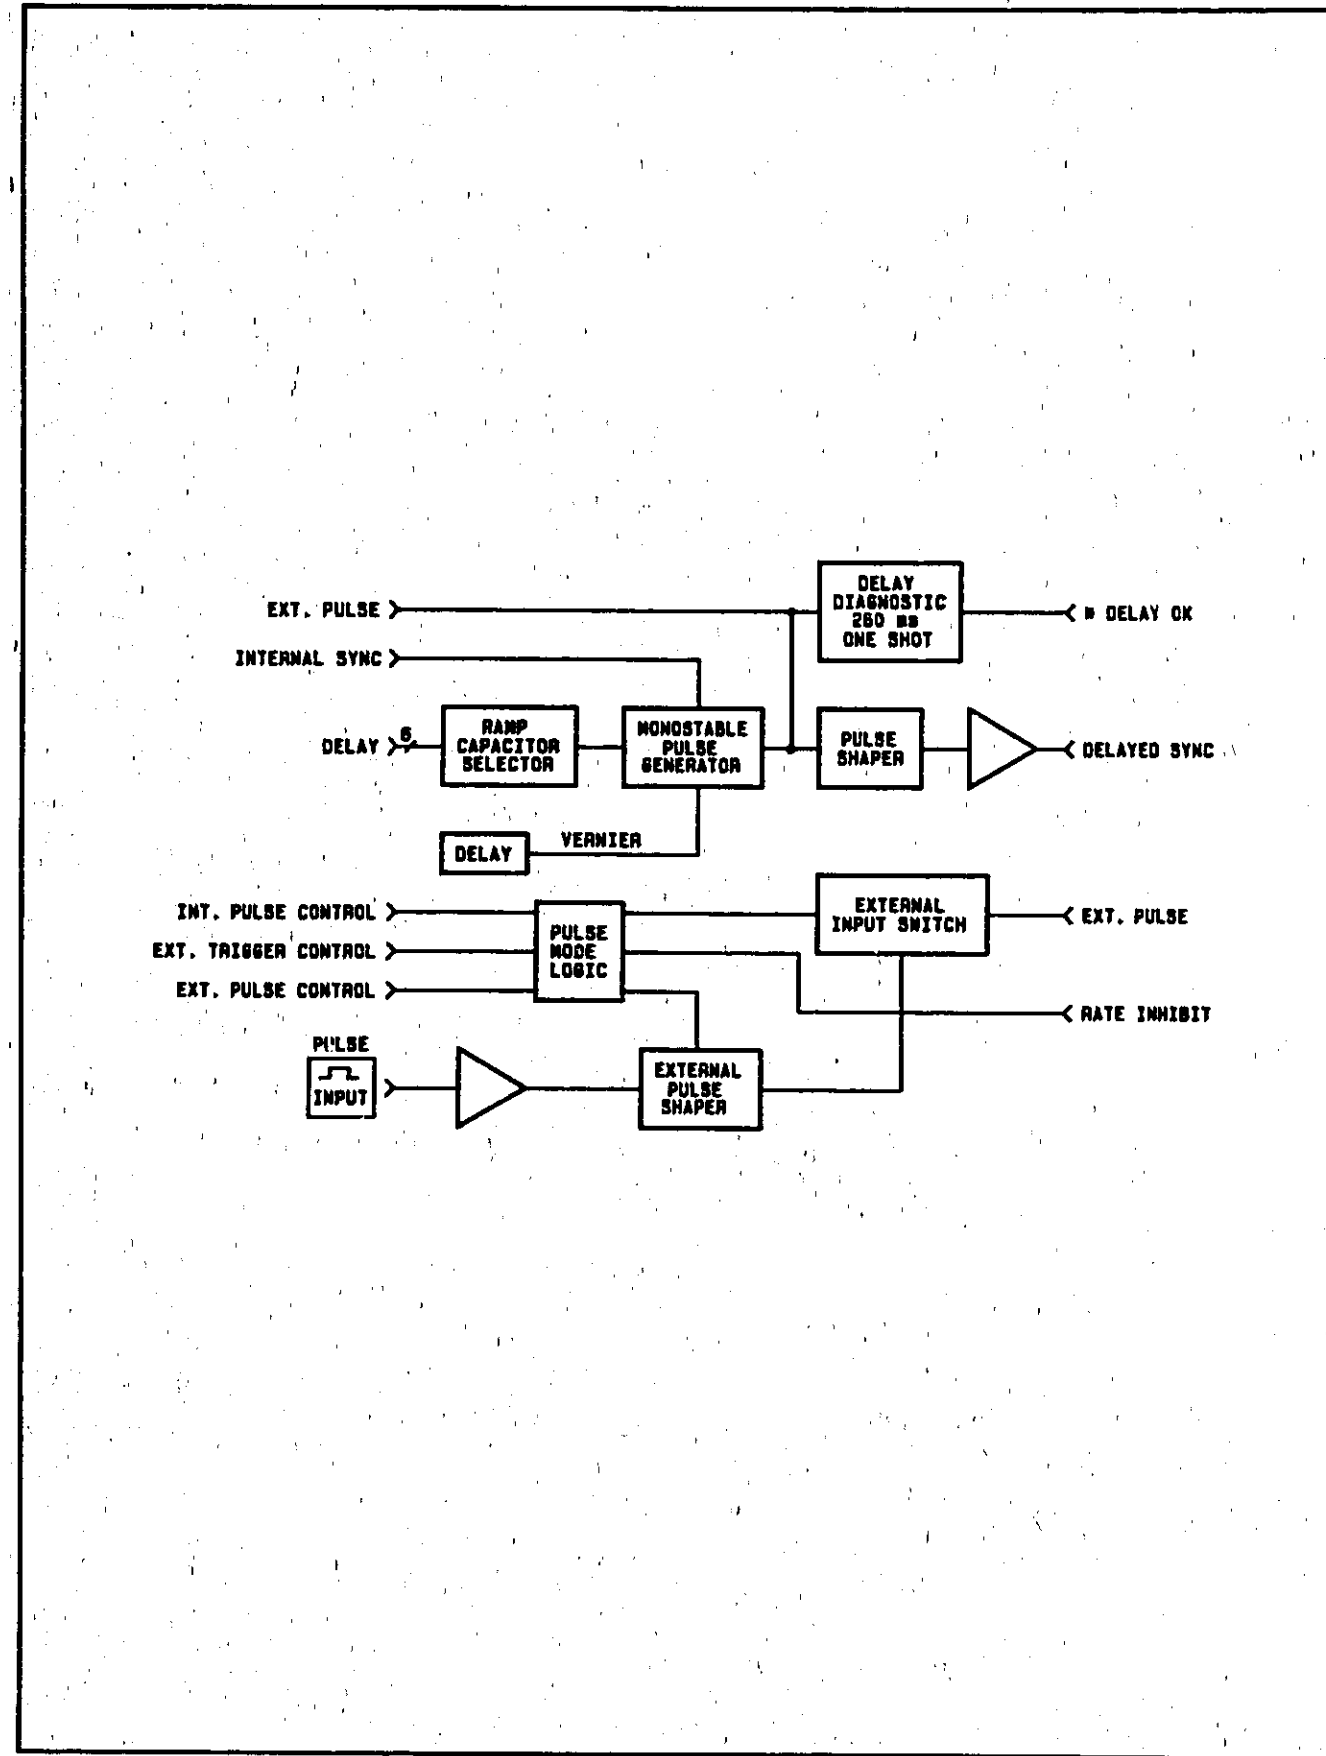 DELAY
DIAGNOSTIC
260 ms
ONE SHOT
EXT. PULSE
DELAY OK
INTERNAL SYNC
DELAY
6
RAMP
CAPACITOR
SELECTOR
MONOSTABLE
PULSE
GENERATOR
PULSE
SHAPER
DELAYED SYNC
DELAY
VERNIER
INT. PULSE CONTROL
EXT. TRIGGER CONTROL
EXT. PULSE CONTROL
PULSE
MODE
LOGIC
EXTERNAL
INPUT SWITCH
EXT. PULSE
RATE INHIBIT
PULSE
INPUT
EXTERNAL
PULSE
SHAPER